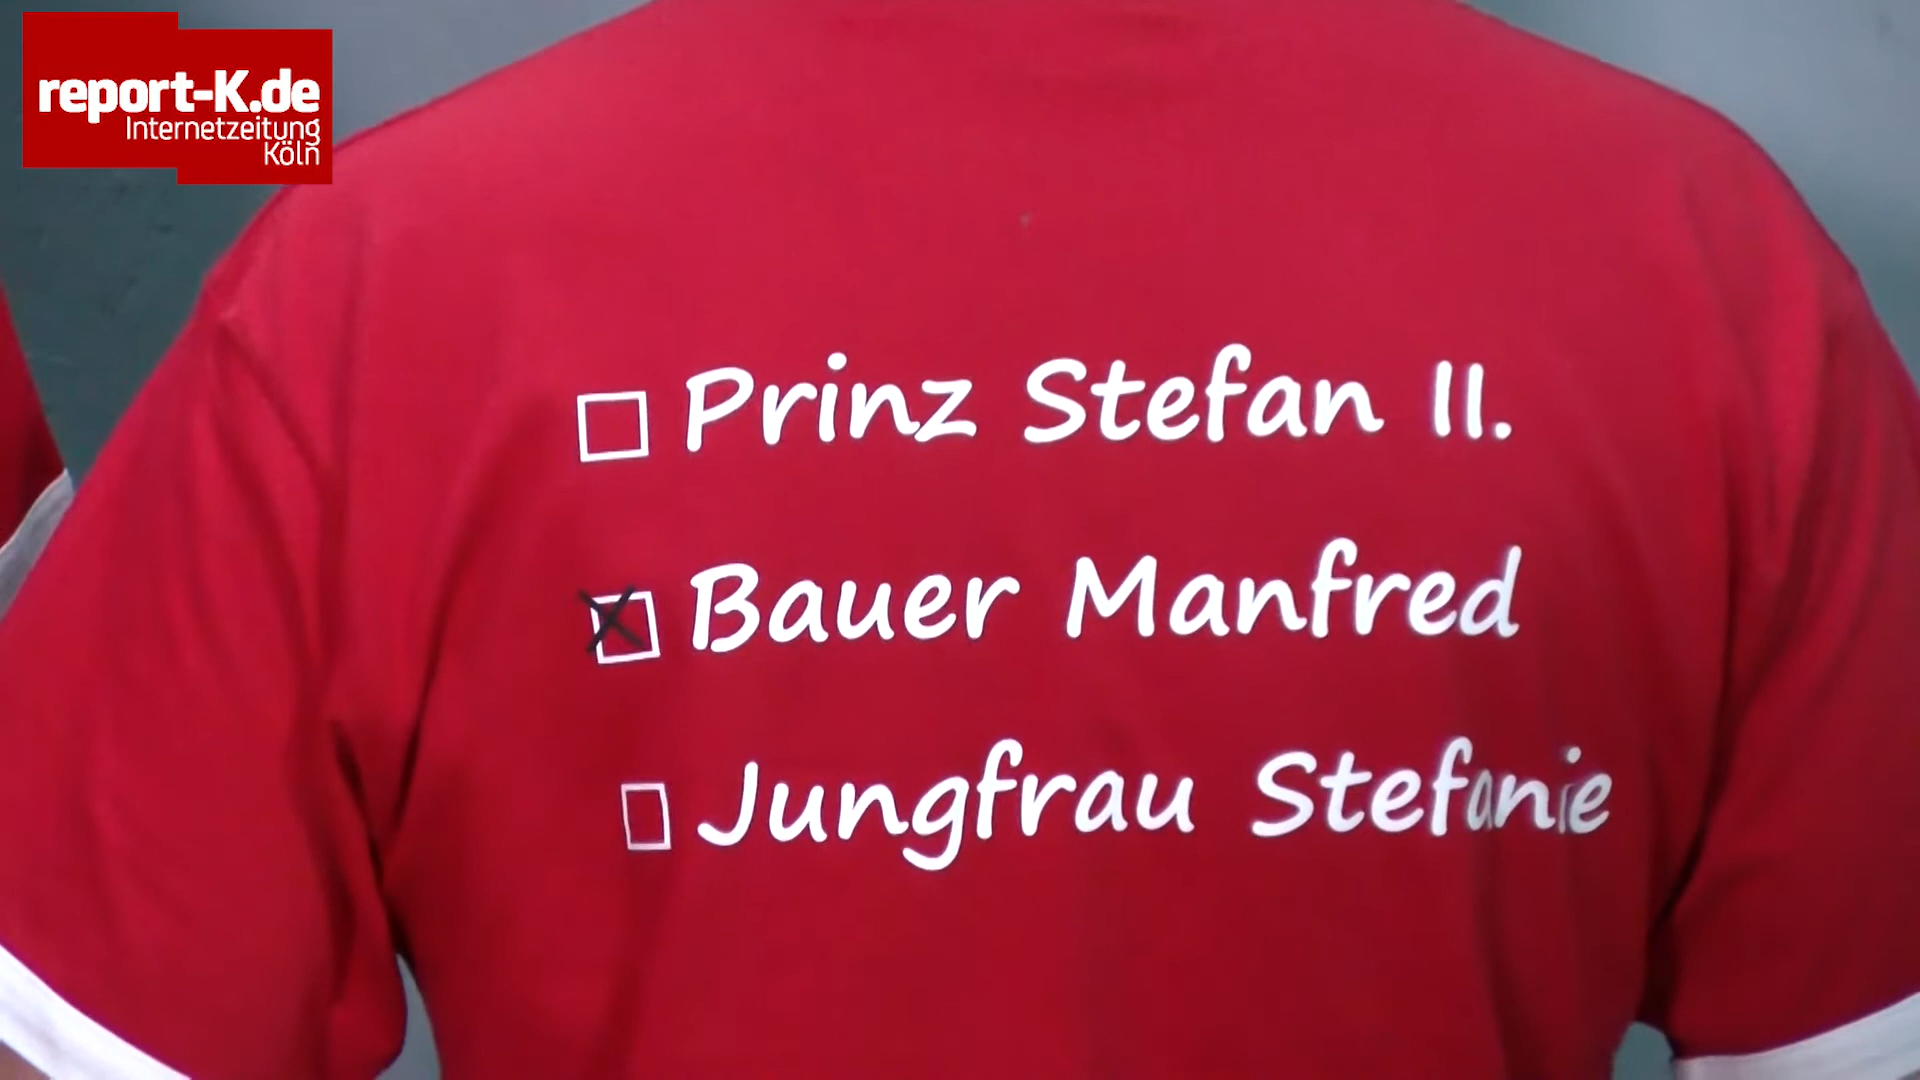 report-K.de
Internetzeitung
Köln
Prinz Stefan II.
Bauer Manfred
Jungfrau Stefanie